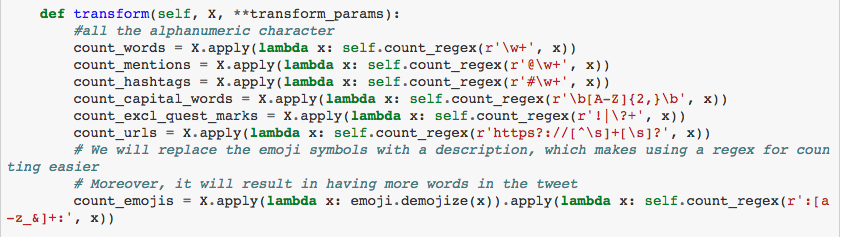 def transform(self, X, **transform_params):
#all the alphanumeric character
count_words = X.apply(lambda x: self.count_regex(r'\w+', x))
count_mentions = X.apply(lambda x: self.count_regex(r'@\w+', x))
count_hashtags = X.apply(lambda x: self.count_regex(r'#\w+', x))
count_capital_words = X.apply(lambda x: self.count_regex(r'\b[A-Z]{2,}\b', x))
count_excl_quest_marks = X.apply(lambda x: self.count_regex(r'!|\?+', x))
count_urls = X.apply(lambda x: self.count_regex(r'https?://[^\s]+[\s]?', x))
# We will replace the emoji symbols with a description, which makes using a regex for coun
ting easier
# Moreover, it will result in having more words in the tweet
count_emojis = X.apply(lambda x: emoji.demojize(x)).apply(lambda x: self.count_regex(r':[a
-z_&]+:', x))